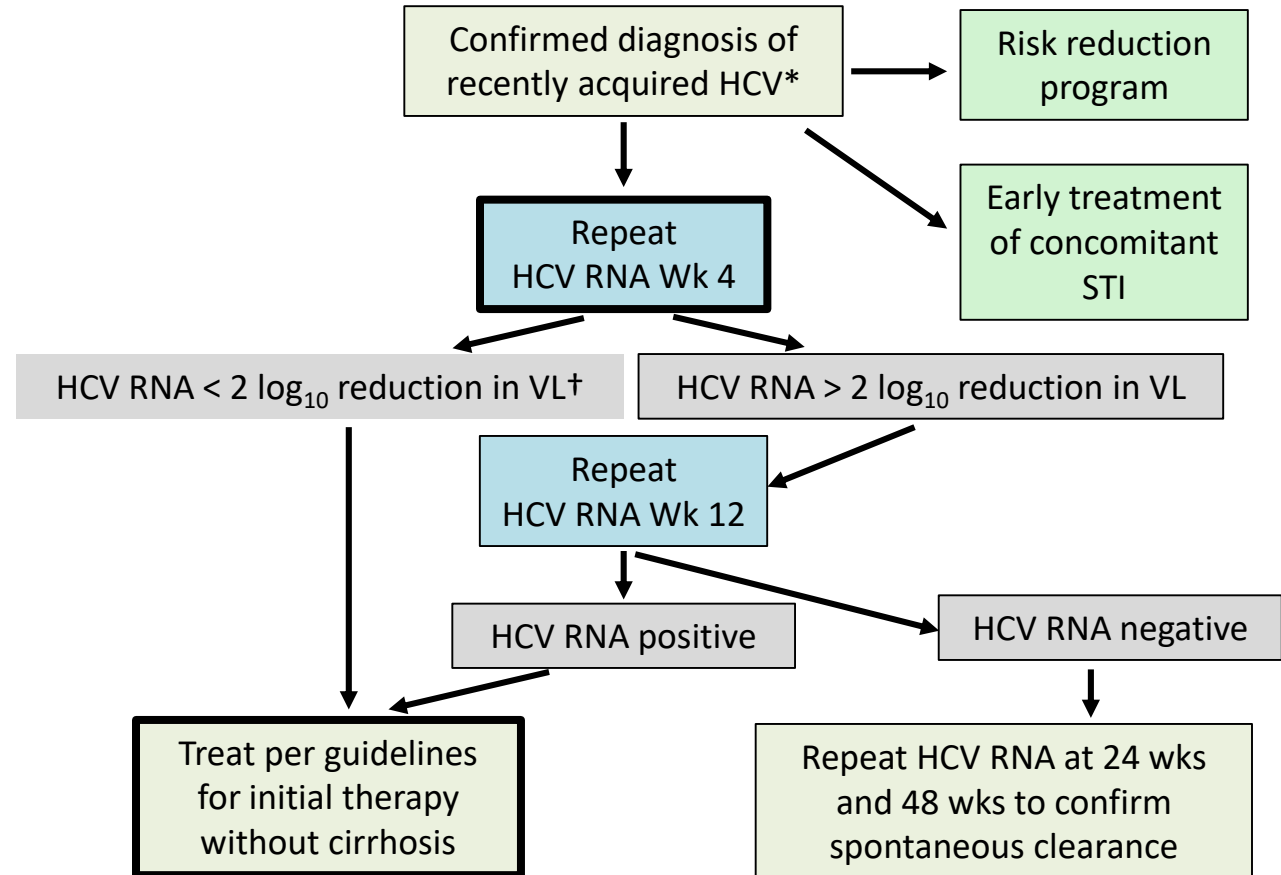 Confirmed diagnosis of
recently acquired HCV*
Risk reduction
program
Early treatment
of concomitant
STI
Repeat
HCV RNA Wk 4
HCV RNA < 2 log₁₀ reduction in VL†
HCV RNA > 2 log₁₀ reduction in VL
Repeat
HCV RNA Wk 12
HCV RNA positive
HCV RNA negative
Treat per guidelines
for initial therapy
without cirrhosis
Repeat HCV RNA at 24 wks
and 48 wks to confirm
spontaneous clearance